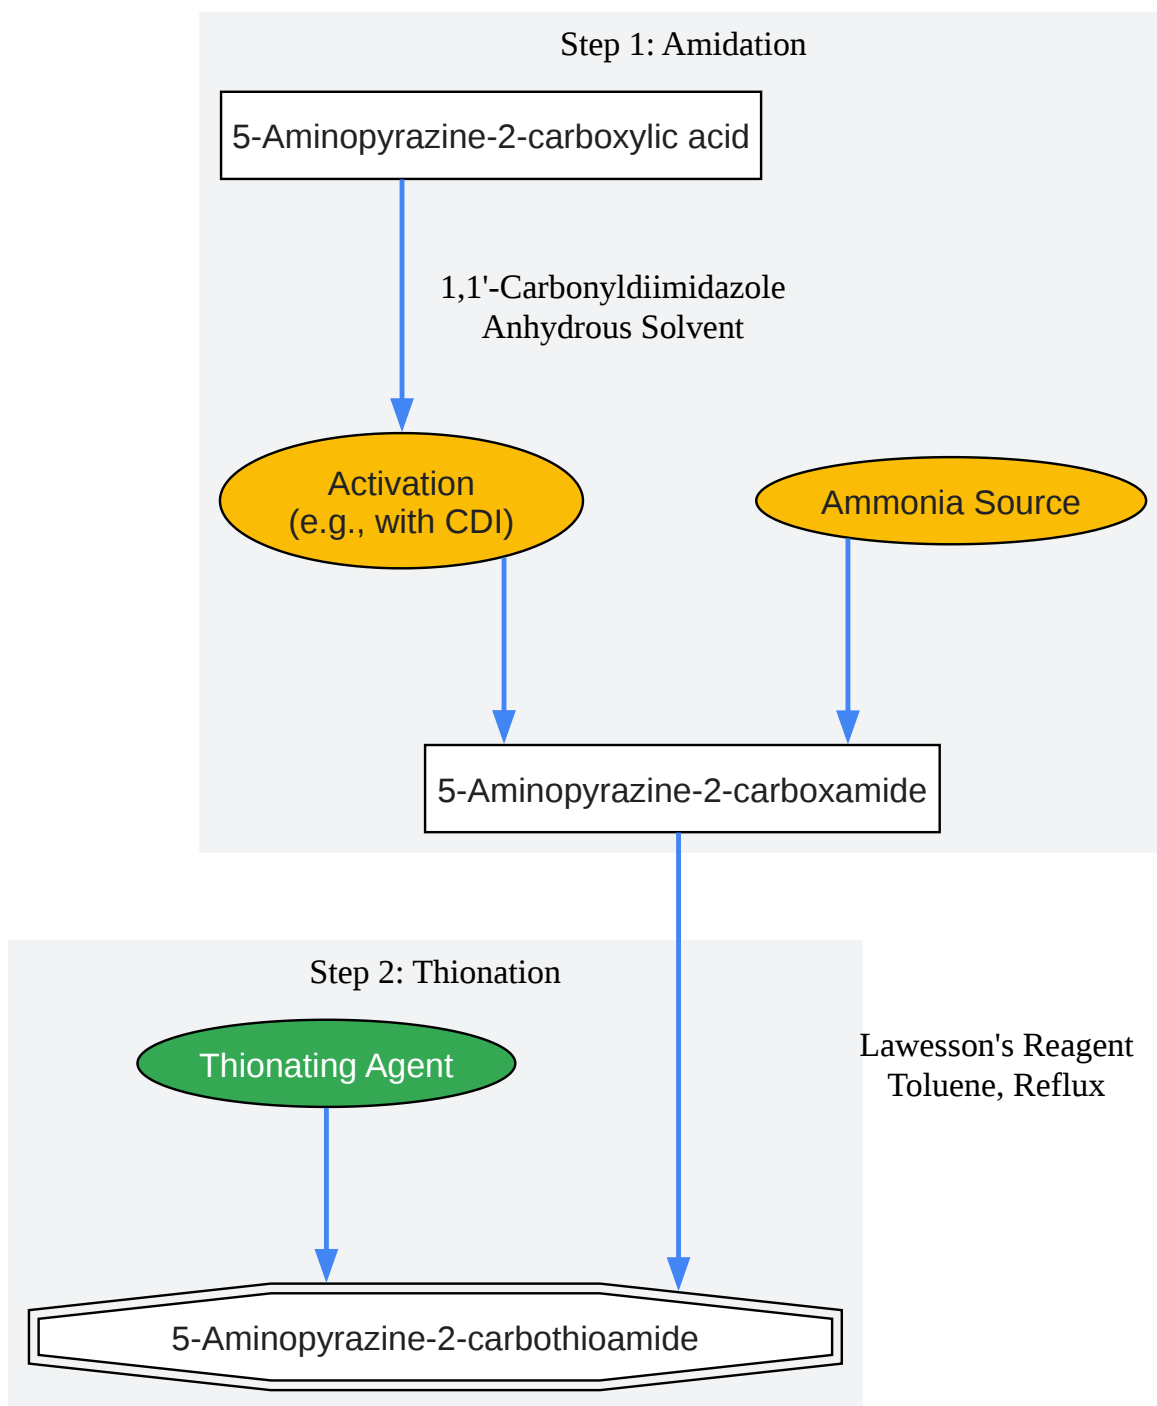 Step 1: Amidation
5-Aminopyrazine-2-carboxylic acid
1,1'-Carbonyldiimidazole
Anhydrous Solvent
Activation
(e.g., with CDI)
Ammonia Source
5-Aminopyrazine-2-carboxamide
Step 2: Thionation
Thionating Agent
Lawesson's Reagent
Toluene, Reflux
5-Aminopyrazine-2-carbothioamide